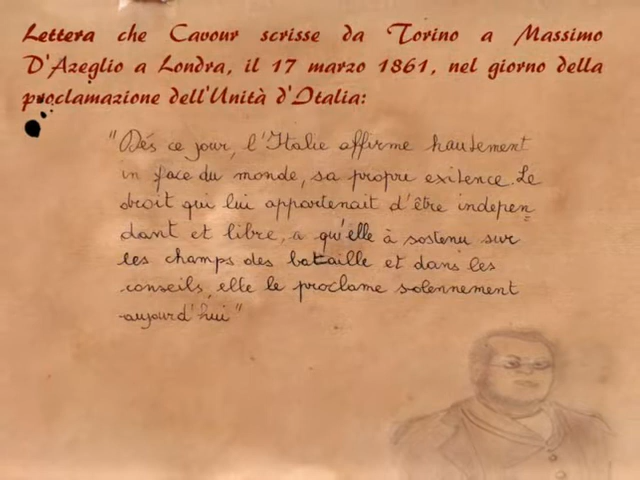 Lettera che Cavour scrisse da Torino a Massimo
D'Azeglio a Londra, il 17 marzo 1861, nel giorno della
proclamazione dell'Unità d'Italia:
"Dés ce jour, l'Italie affirme hautement
in face du monde, sa propre exitence. Le
droit qui lui appartenait d'être indepen=
dant et libre, a qu'elle à sostenu sur
les champs des bataille et dans les
conseils, elle le proclame solennement
aujourd'hui"